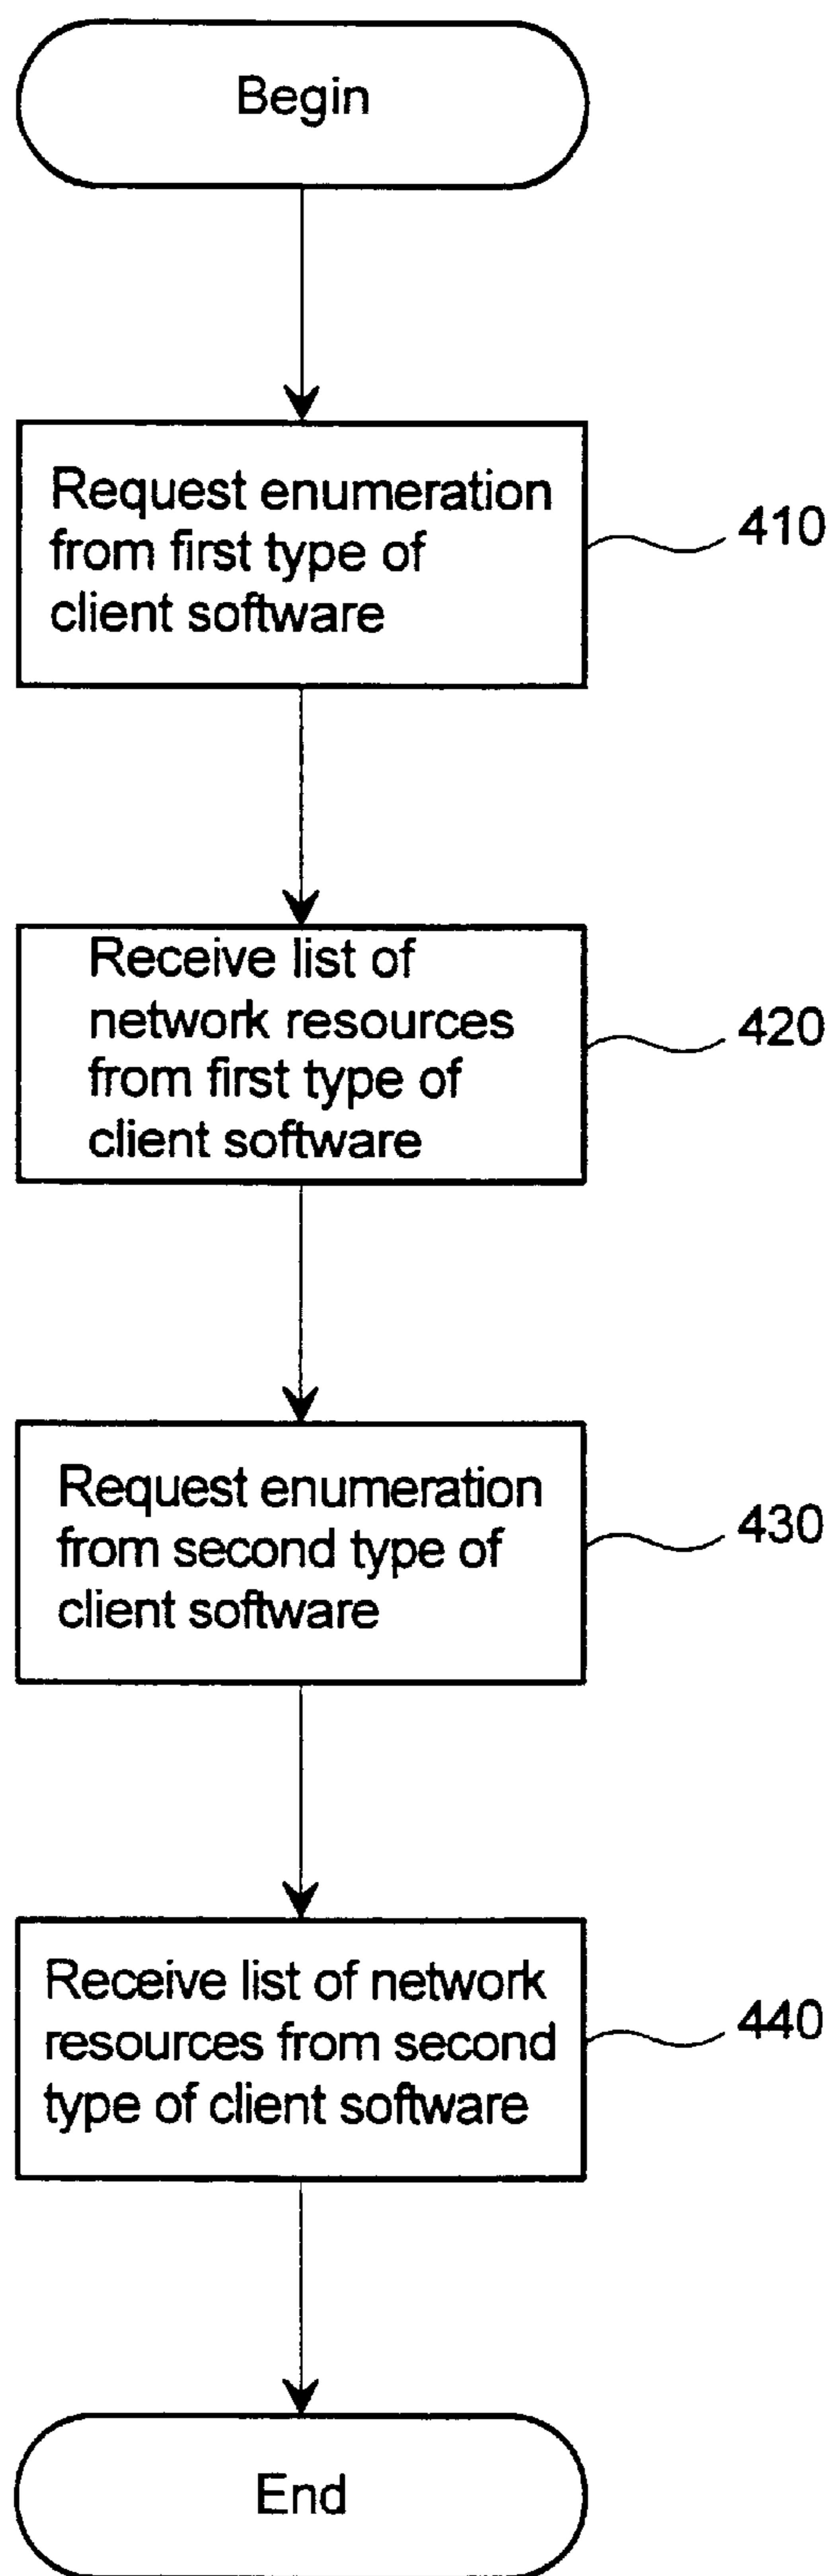 Begin
Request enumeration
from first type of
client software
410
Receive list of
network resources
from first type of
client software
420
Request enumeration
from second type of
client software
430
Receive list of network
resources from second
type of client software
440
End